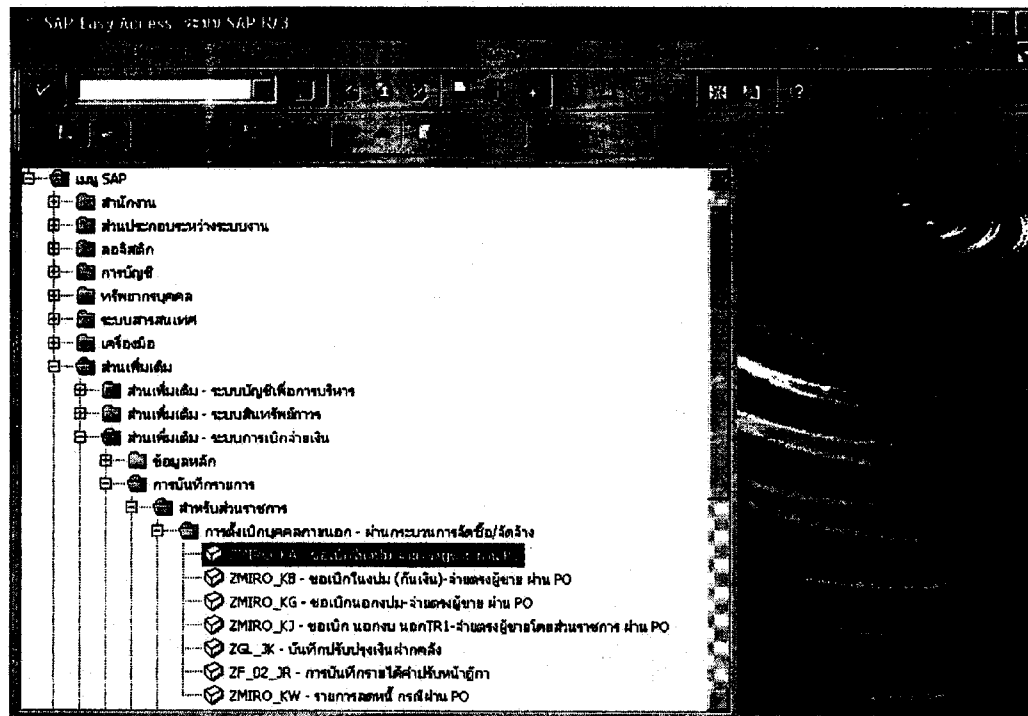 SAP Easy Access ระบบ SAP R/3
เมนู SAP
สำนักงาน
ส่วนประกอบระหว่างระบบงาน
ลอจิสติก
การบัญชี
ทรัพยากรบุคคล
ระบบสารสนเทศ
เครื่องมือ
ส่วนเพิ่มเติม
ส่วนเพิ่มเติม - ระบบบัญชีเพื่อการบริหาร
ส่วนเพิ่มเติม - ระบบสินทรัพย์ถาวร
ส่วนเพิ่มเติม - ระบบการเบิกจ่ายเงิน
ข้อมูลหลัก
การบันทึกรายการ
สำหรับส่วนราชการ
การตั้งเบิกบุคคลภายนอก - ผ่านกระบวนการจัดซื้อ/จัดจ้าง
ZMIRO_KA - ขอเบิก
ZMIRO_KB - ขอเบิกในงปม (กันเงิน)-จ่ายตรงผู้ขาย ผ่าน PO
ZMIRO_KG - ขอเบิกนอกงปม-จ่ายตรงผู้ขาย ผ่าน PO
ZMIRO_KJ - ขอเบิก นอกงบ นอกTR1-จ่ายตรงผู้ขายโดยส่วนราชการ ผ่าน PO
ZGL_JK - บันทึกปรับปรุงเงินฝากคลัง
ZF_02_JR - การบันทึกรายได้ค่าปรับหน้าฎีกา
ZMIRO_KW - รายการลดหนี้ กรณีผ่าน PO